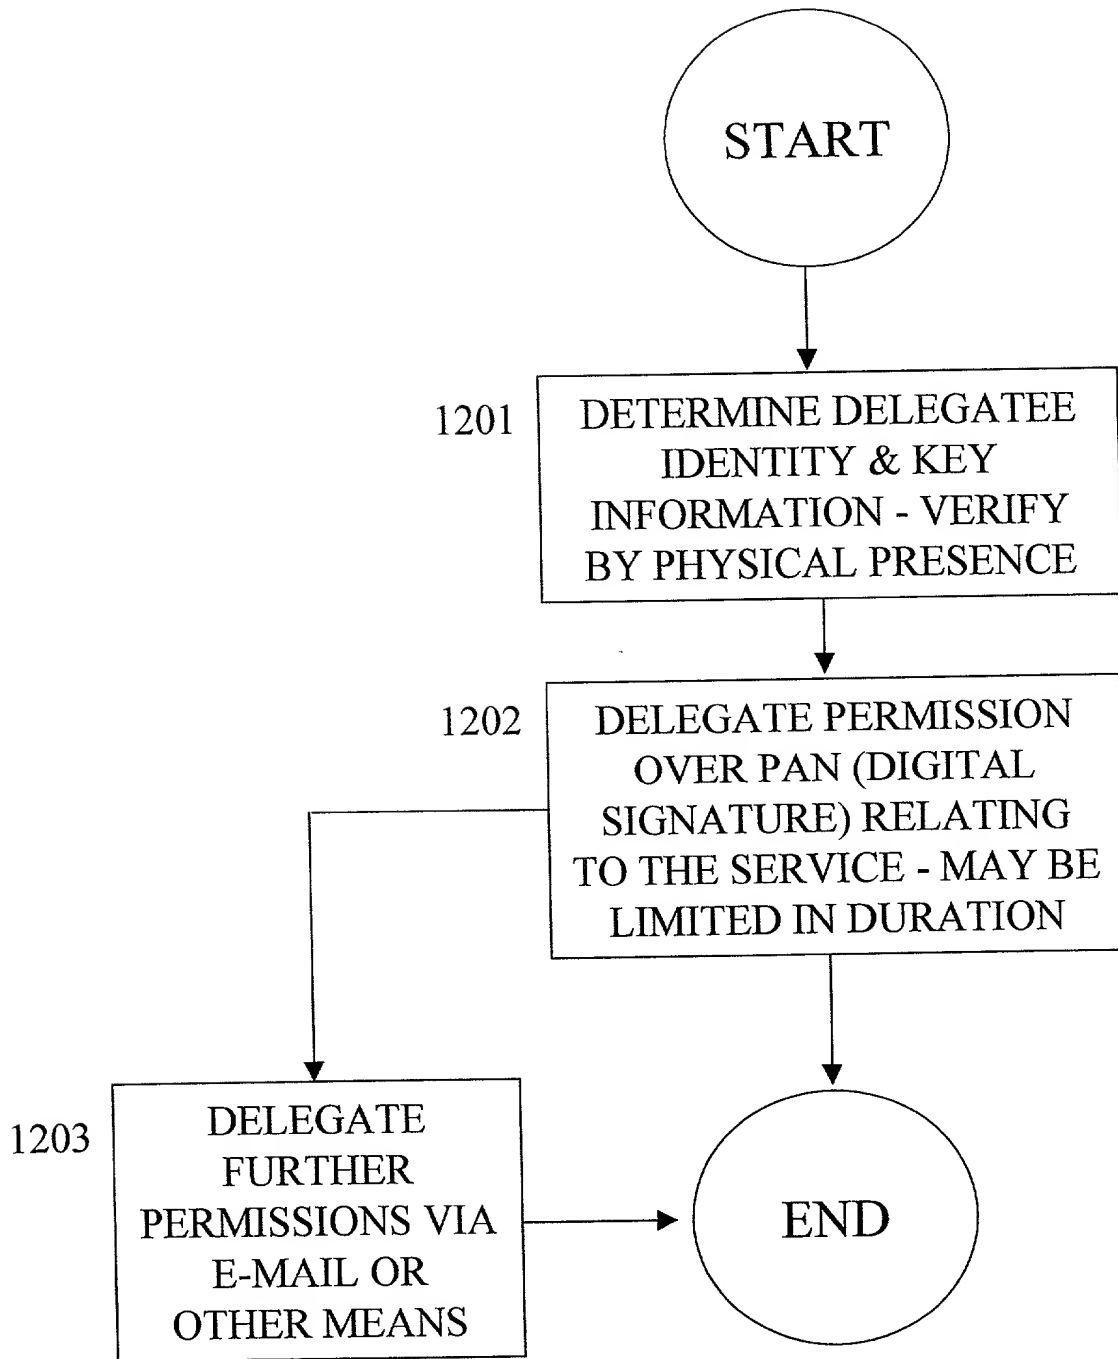 START
1201
DETERMINE DELEGATEE
IDENTITY & KEY
INFORMATION - VERIFY
BY PHYSICAL PRESENCE
1202
DELEGATE PERMISSION
OVER PAN (DIGITAL
SIGNATURE) RELATING
TO THE SERVICE - MAY BE
LIMITED IN DURATION
1203
DELEGATE
FURTHER
PERMISSIONS VIA
E-MAIL OR
OTHER MEANS
END